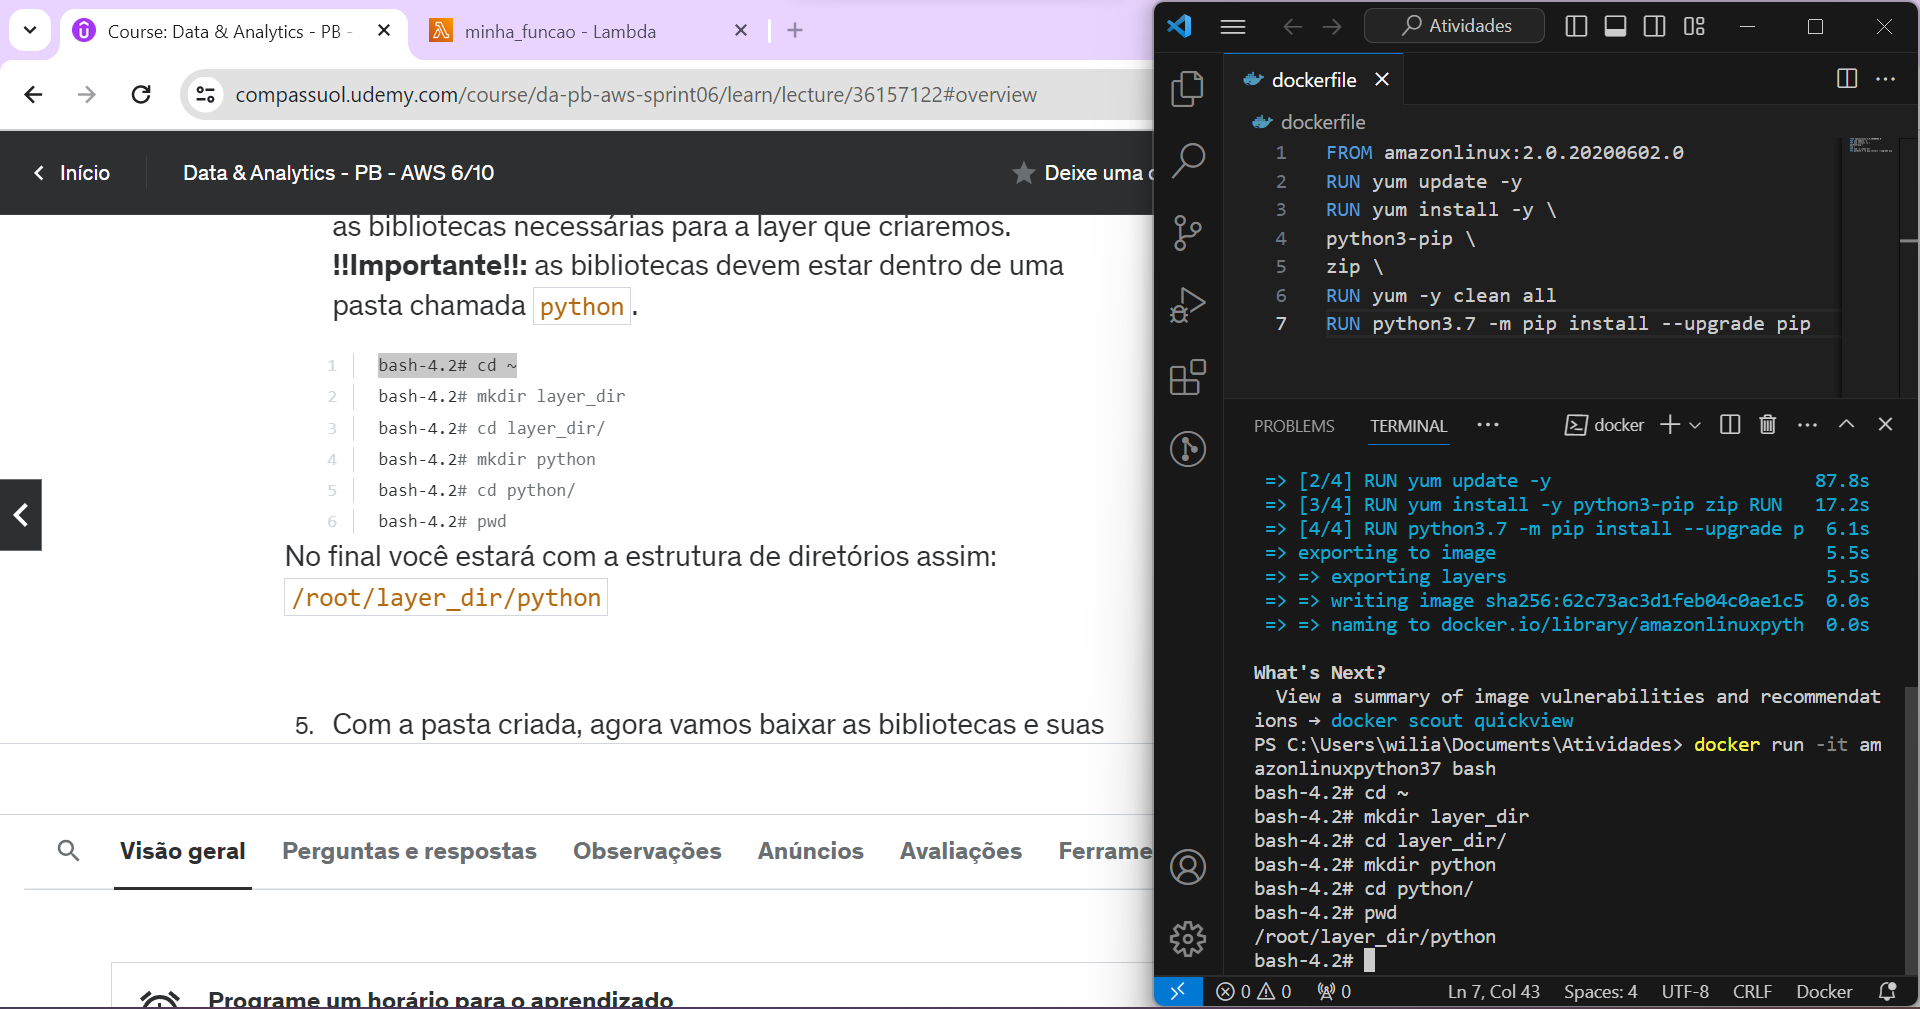 Course: Data & Analytics - PB -
minha_funcao - Lambda
compassuol.udemy.com/course/da-pb-aws-sprint06/learn/lecture/36157122#overview
Início
Data & Analytics - PB - AWS 6/10
Deixe uma
as bibliotecas necessárias para a layer que criaremos.
!!Importante!!: as bibliotecas devem estar dentro de uma
pasta chamada python.
1 bash-4.2# cd ~
2 bash-4.2# mkdir layer_dir
3 bash-4.2# cd layer_dir/
4 bash-4.2# mkdir python
5 bash-4.2# cd python/
6 bash-4.2# pwd
No final você estará com a estrutura de diretórios assim:
/root/layer_dir/python
5. Com a pasta criada, agora vamos baixar as bibliotecas e suas
Visão geral Perguntas e respostas Observações Anúncios Avaliações Ferrame
Programe um horário para o aprendizado
Atividades
dockerfile
dockerfile
1 FROM amazonlinux:2.0.20200602.0
2 RUN yum update -y
3 RUN yum install -y \
4 python3-pip \
5 zip \
6 RUN yum -y clean all
7 RUN python3.7 -m pip install --upgrade pip
PROBLEMS TERMINAL ··· docker
=> [2/4] RUN yum update -y 87.8s
=> [3/4] RUN yum install -y python3-pip zip RUN 17.2s
=> [4/4] RUN python3.7 -m pip install --upgrade p 6.1s
=> exporting to image 5.5s
=> => exporting layers 5.5s
=> => writing image sha256:62c73ac3d1feb04c0ae1c5 0.0s
=> => naming to docker.io/library/amazonlinuxpyth 0.0s
What's Next?
View a summary of image vulnerabilities and recommendat
ions → docker scout quickview
PS C:\Users\wilia\Documents\Atividades> docker run -it am
azonlinuxpython37 bash
bash-4.2# cd ~
bash-4.2# mkdir layer_dir
bash-4.2# cd layer_dir/
bash-4.2# mkdir python
bash-4.2# cd python/
bash-4.2# pwd
/root/layer_dir/python
bash-4.2#
0 0 0 Ln 7, Col 43 Spaces: 4 UTF-8 CRLF Docker